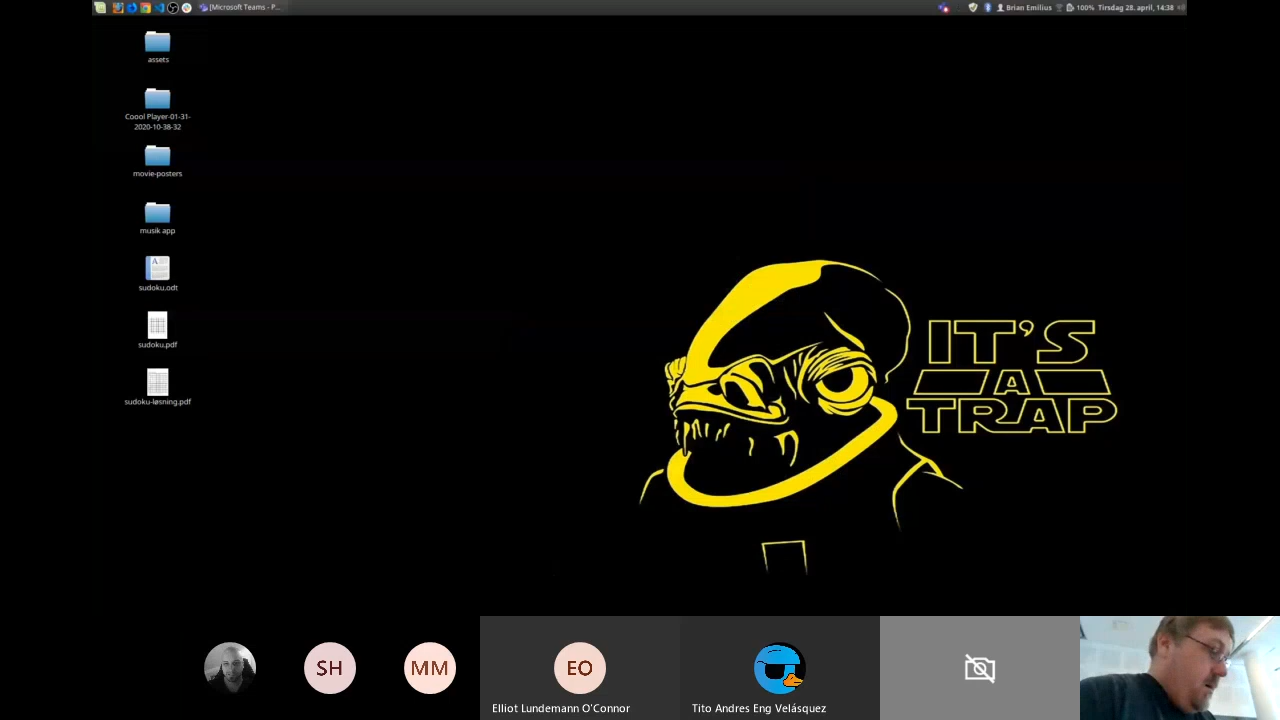 [Microsoft Teams - P...
Brian Emilius
100%
Tirsdag 28. april, 14:38
assets
Coool Player-01-31-
2020-10-38-32
movie-posters
musik app
sudoku.odt
sudoku.pdf
sudoku-løsning.pdf
IT'S
A
TRAP
SH
MM
EO
Elliot Lundemann O'Connor
Tito Andres Eng Velásquez